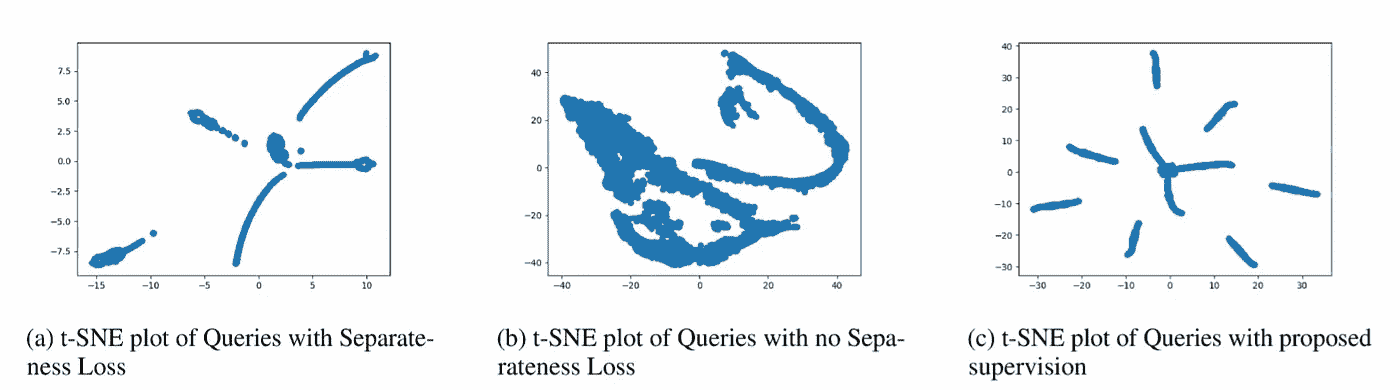 7.5
5.0
2.5
0.0
−2.5
−5.0
−7.5
−15 −10 −5 0 5 10
40
20
0
−20
−40
−40 −20 0 20 40
40
30
20
10
0
−10
−20
−30
−30 −20 −10 0 10 20 30
(a) t-SNE plot of Queries with Separate-
ness Loss
(b) t-SNE plot of Queries with no Sepa-
rateness Loss
(c) t-SNE plot of Queries with proposed
supervision